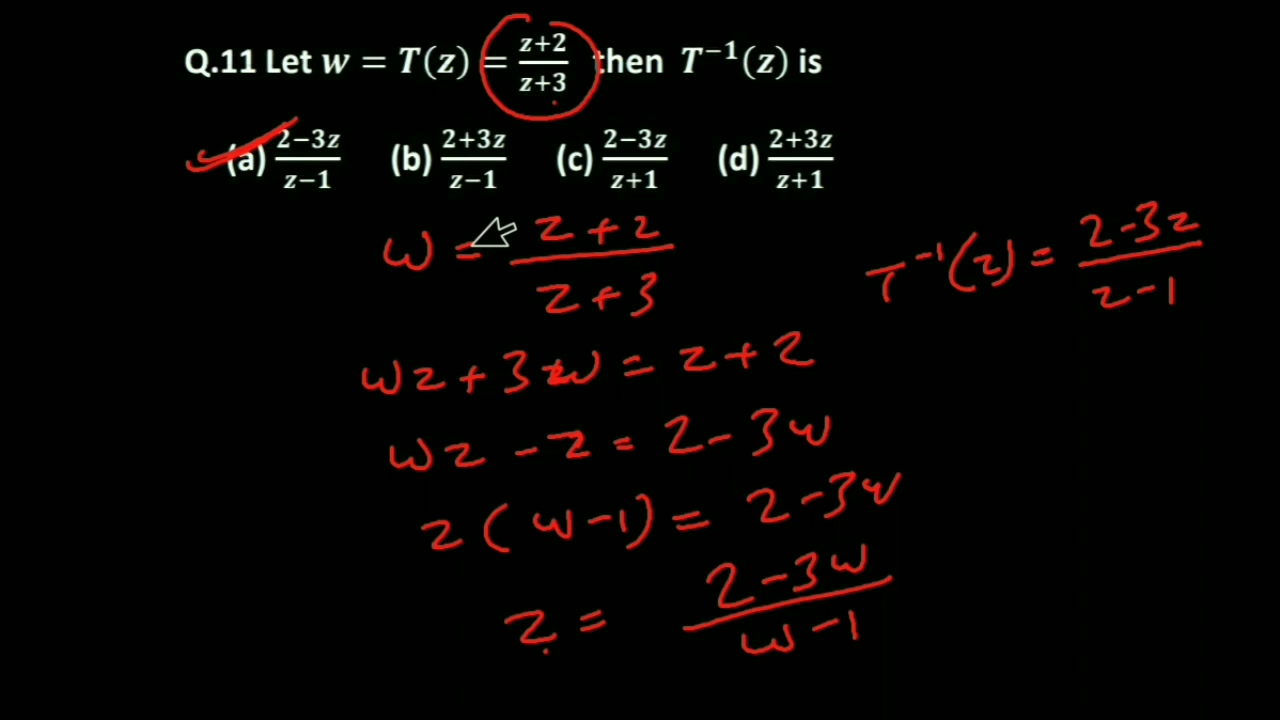 Q.11 Let w = T(z) = z+2/z+3 then T⁻¹(z) is
(a) 2−3z/z−1 (b) 2+3z/z−1 (c) 2−3z/z+1 (d) 2+3z/z+1
w = z+2/z+3
T⁻¹(z) = 2-3z/z-1
wz+3w = z+2
wz-z = 2-3w
z(w-1) = 2-3w
z = 2-3w/w-1